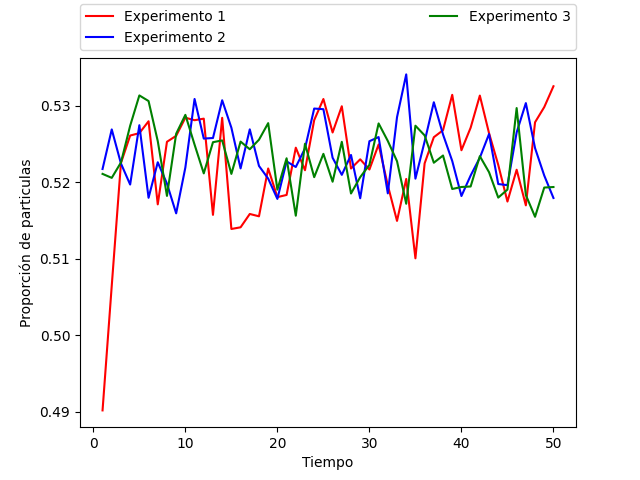 Experimento 1
Experimento 2
Experimento 3
0.53
0.52
0.51
0.50
0.49
Proporción de particulas
0
10
20
30
40
50
Tiempo